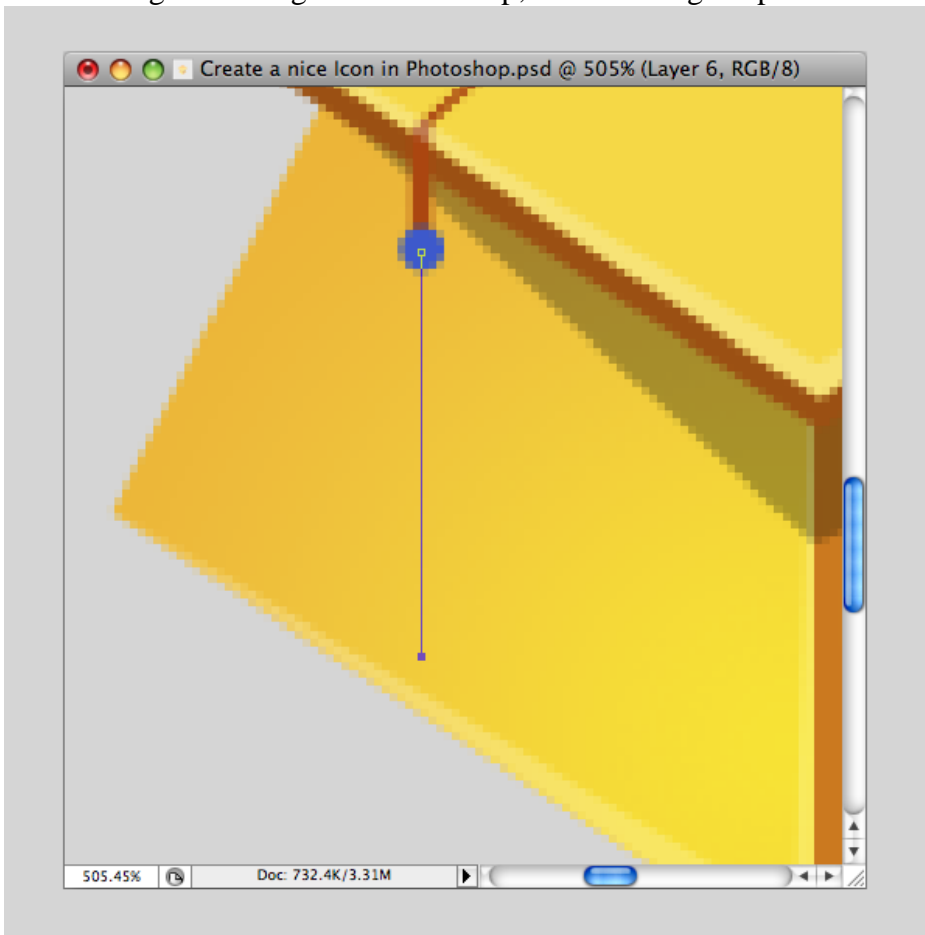 Create a nice Icon in Photoshop.psd @ 505% (Layer 6, RGB/8)
505.45% Doc: 732.4K/3.31M